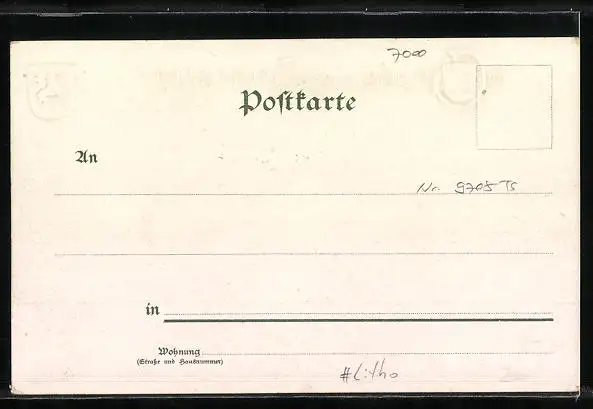 7000
Postkarte
An
Nr. 9705 Ts
in
Wohnung
(Straße und Hausnummer)
#Litho